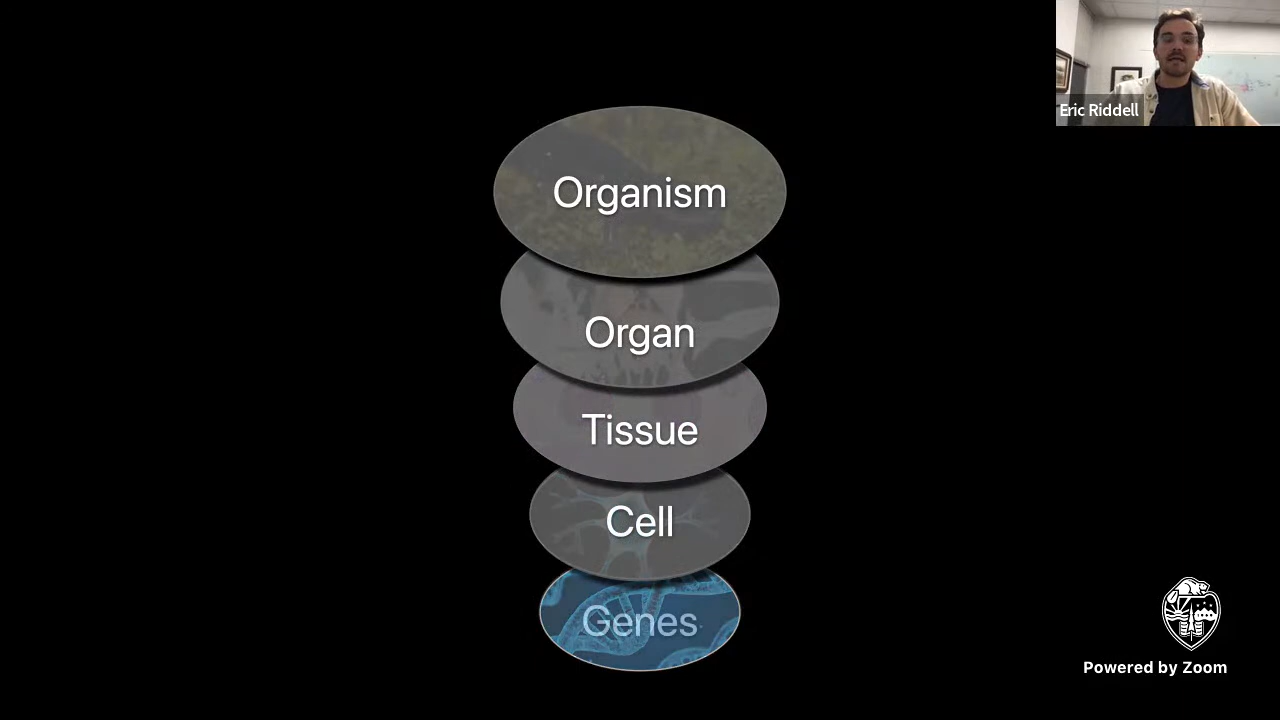 Eric Riddell
Organism
Organ
Tissue
Cell
Genes
Powered by Zoom